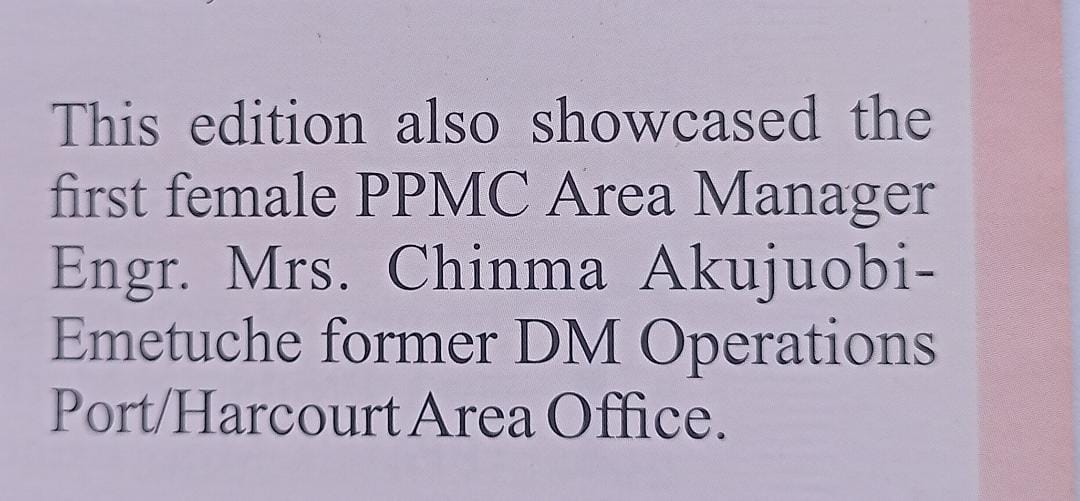 This edition also showcased the
first female PPMC Area Manager
Engr. Mrs. Chinma Akujuobi-
Emetuche former DM Operations
Port/Harcourt Area Office.